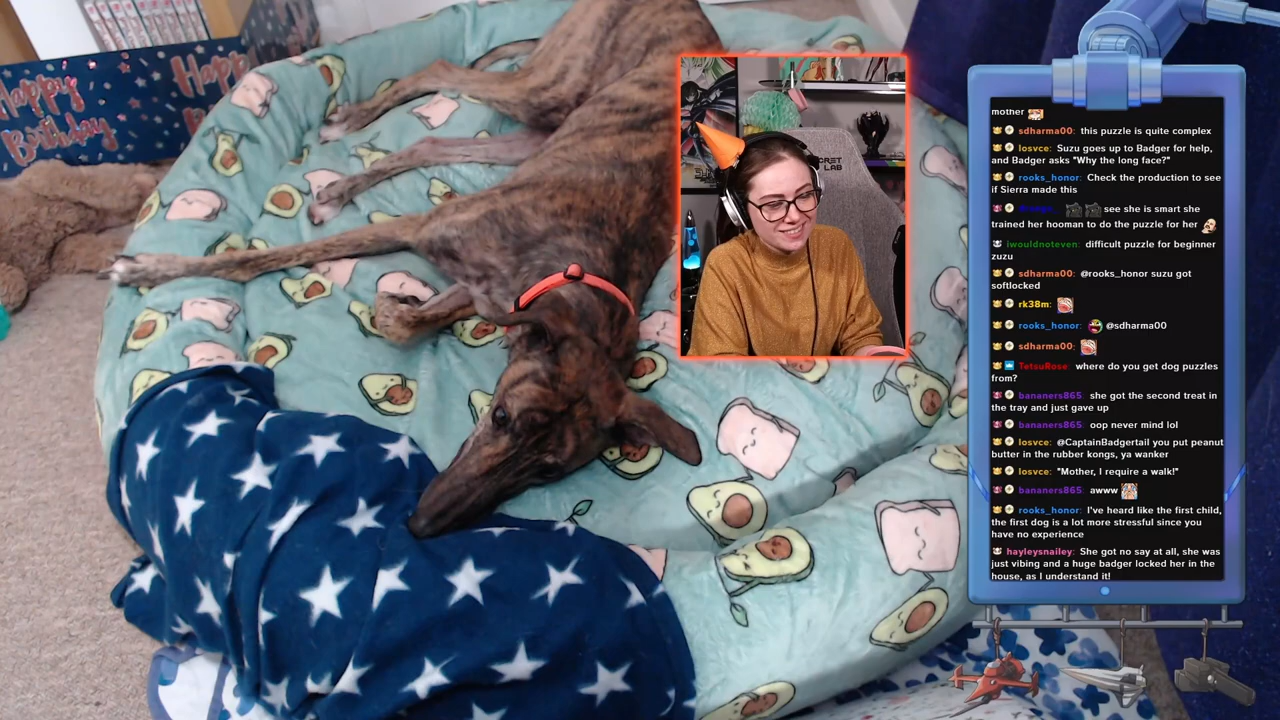 Happy
Birthday
Happy
SECRET
LAB
mother
sdharma00: this puzzle is quite complex
losvce: Suzu goes up to Badger for help,
and Badger asks "Why the long face?"
rooks_honor: Check the production to see
if Sierra made this
see she is smart she
trained her hooman to do the puzzle for her
iwouldnoteven: difficult puzzle for beginner
zuzu
sdharma00: @rooks_honor suzu got
softlocked
rk38m:
rooks_honor: @sdharma00
sdharma00:
TetsuRose: where do you get dog puzzles
from?
bananers865: she got the second treat in
the tray and just gave up
bananers865: oop never mind lol
losvce: @CaptainBadgertail you put peanut
butter in the rubber kongs, ya wanker
losvce: "Mother, I require a walk!"
bananers865: awww
rooks_honor: I've heard like the first child,
the first dog is a lot more stressful since you
have no experience
hayleysnailey: She got no say at all, she was
just vibing and a huge badger locked her in the
house, as I understand it!